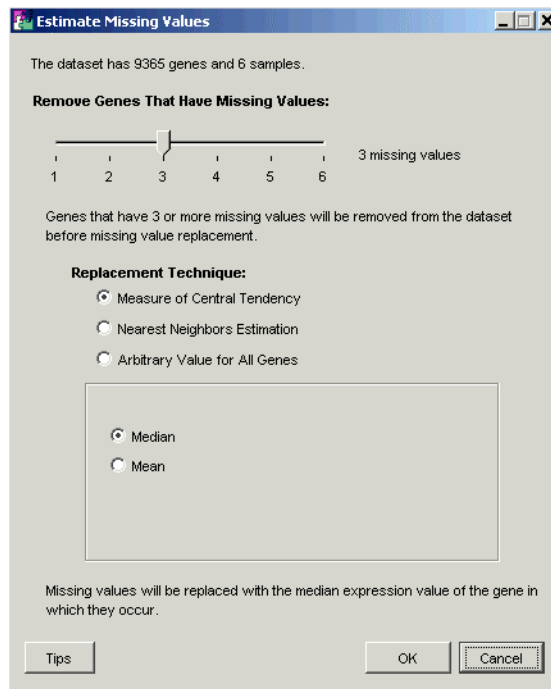 Estimate Missing Values
The dataset has 9365 genes and 6 samples.
Remove Genes That Have Missing Values:
3 missing values
1 2 3 4 5 6
Genes that have 3 or more missing values will be removed from the dataset
before missing value replacement.
Replacement Technique:
Measure of Central Tendency
Nearest Neighbors Estimation
Arbitrary Value for All Genes
Median
Mean
Missing values will be replaced with the median expression value of the gene in
which they occur.
Tips OK Cancel